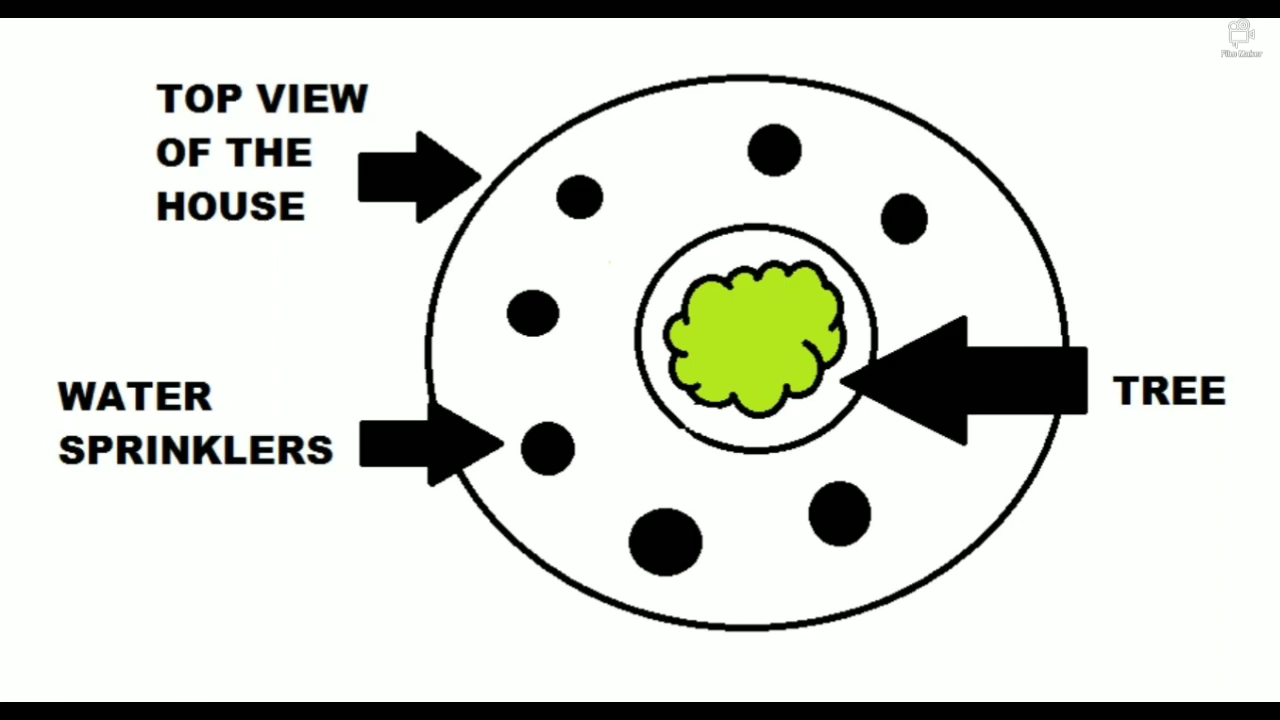 TOP VIEW
OF THE
HOUSE
WATER
SPRINKLERS
TREE